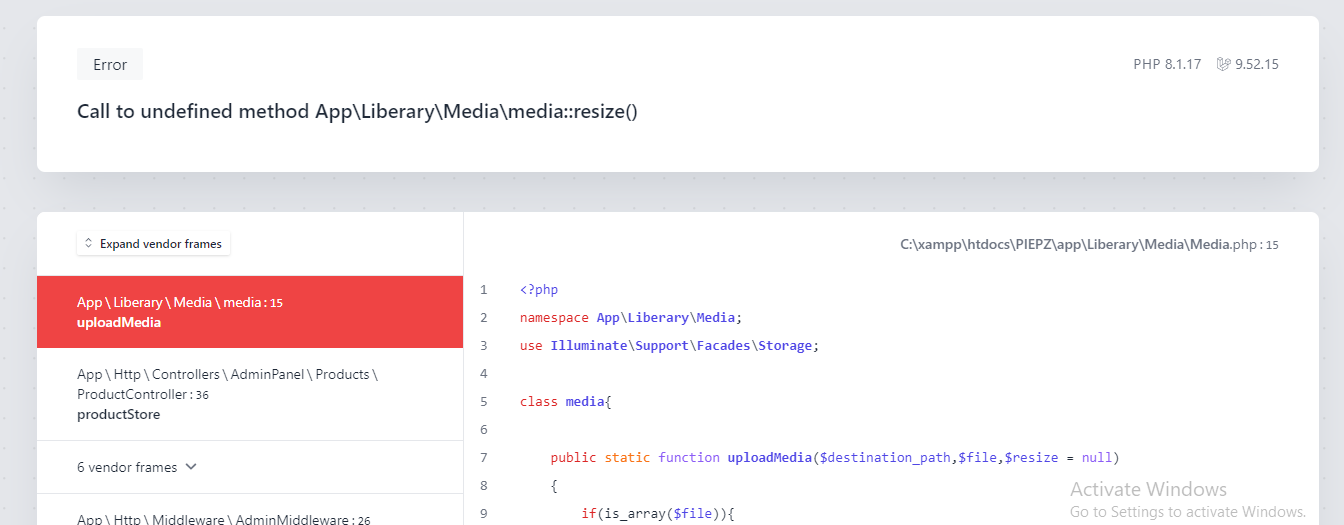 Error
PHP 8.1.17 9.52.15
Call to undefined method App\Liberary\Media\media::resize()
Expand vendor frames
App \ Liberary \ Media \ media : 15
uploadMedia
App \ Http \ Controllers \ AdminPanel \ Products \
ProductController : 36
productStore
6 vendor frames
App \ Http \ Middleware \ AdminMiddleware : 26
C:\xampp\htdocs\PIEPZ\app\Liberary\Media\Media.php : 15
1 <?php
2 namespace App\Liberary\Media;
3 use Illuminate\Support\Facades\Storage;
4
5 class media{
6
7 public static function uploadMedia($destination_path,$file,$resize = null)
8 {
9 if(is_array($file)){
Activate Windows
Go to Settings to activate Windows.